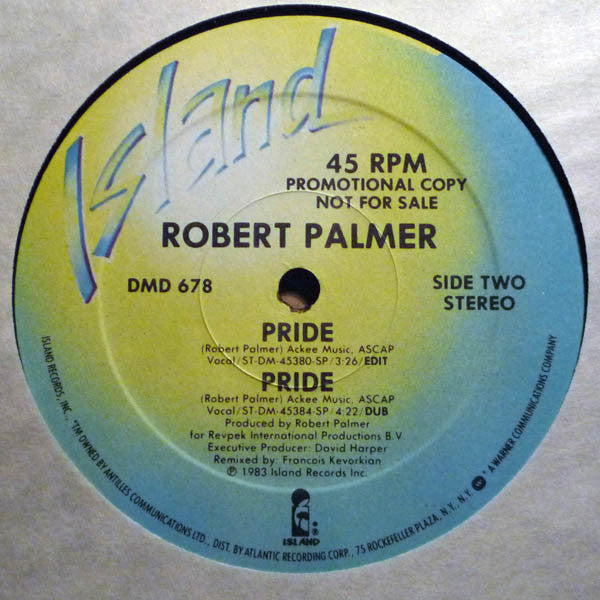 Island
45 RPM
PROMOTIONAL COPY
NOT FOR SALE
ROBERT PALMER
DMD 678
SIDE TWO
STEREO
PRIDE
(Robert Palmer) Ackee Music, ASCAP
Vocal/ST-DM-45380-SP/3:26/EDIT
PRIDE
(Robert Palmer) Ackee Music, ASCAP
Vocal/ST-DM-45384-SP/4:22/DUB
Produced by Robert Palmer
for Revpek International Productions B.V.
Executive Producer: David Harper
Remixed by: Francois Kevorkian
℗ 1983 Island Records Inc.
ISLAND®
ISLAND RECORDS, INC., *TM OWNED BY ANTILLES COMMUNICATIONS LTD., DIST. BY ATLANTIC RECORDING CORP., 75 ROCKEFELLER PLAZA, N.Y., N.Y. W * A WARNER COMMUNICATIONS COMPANY